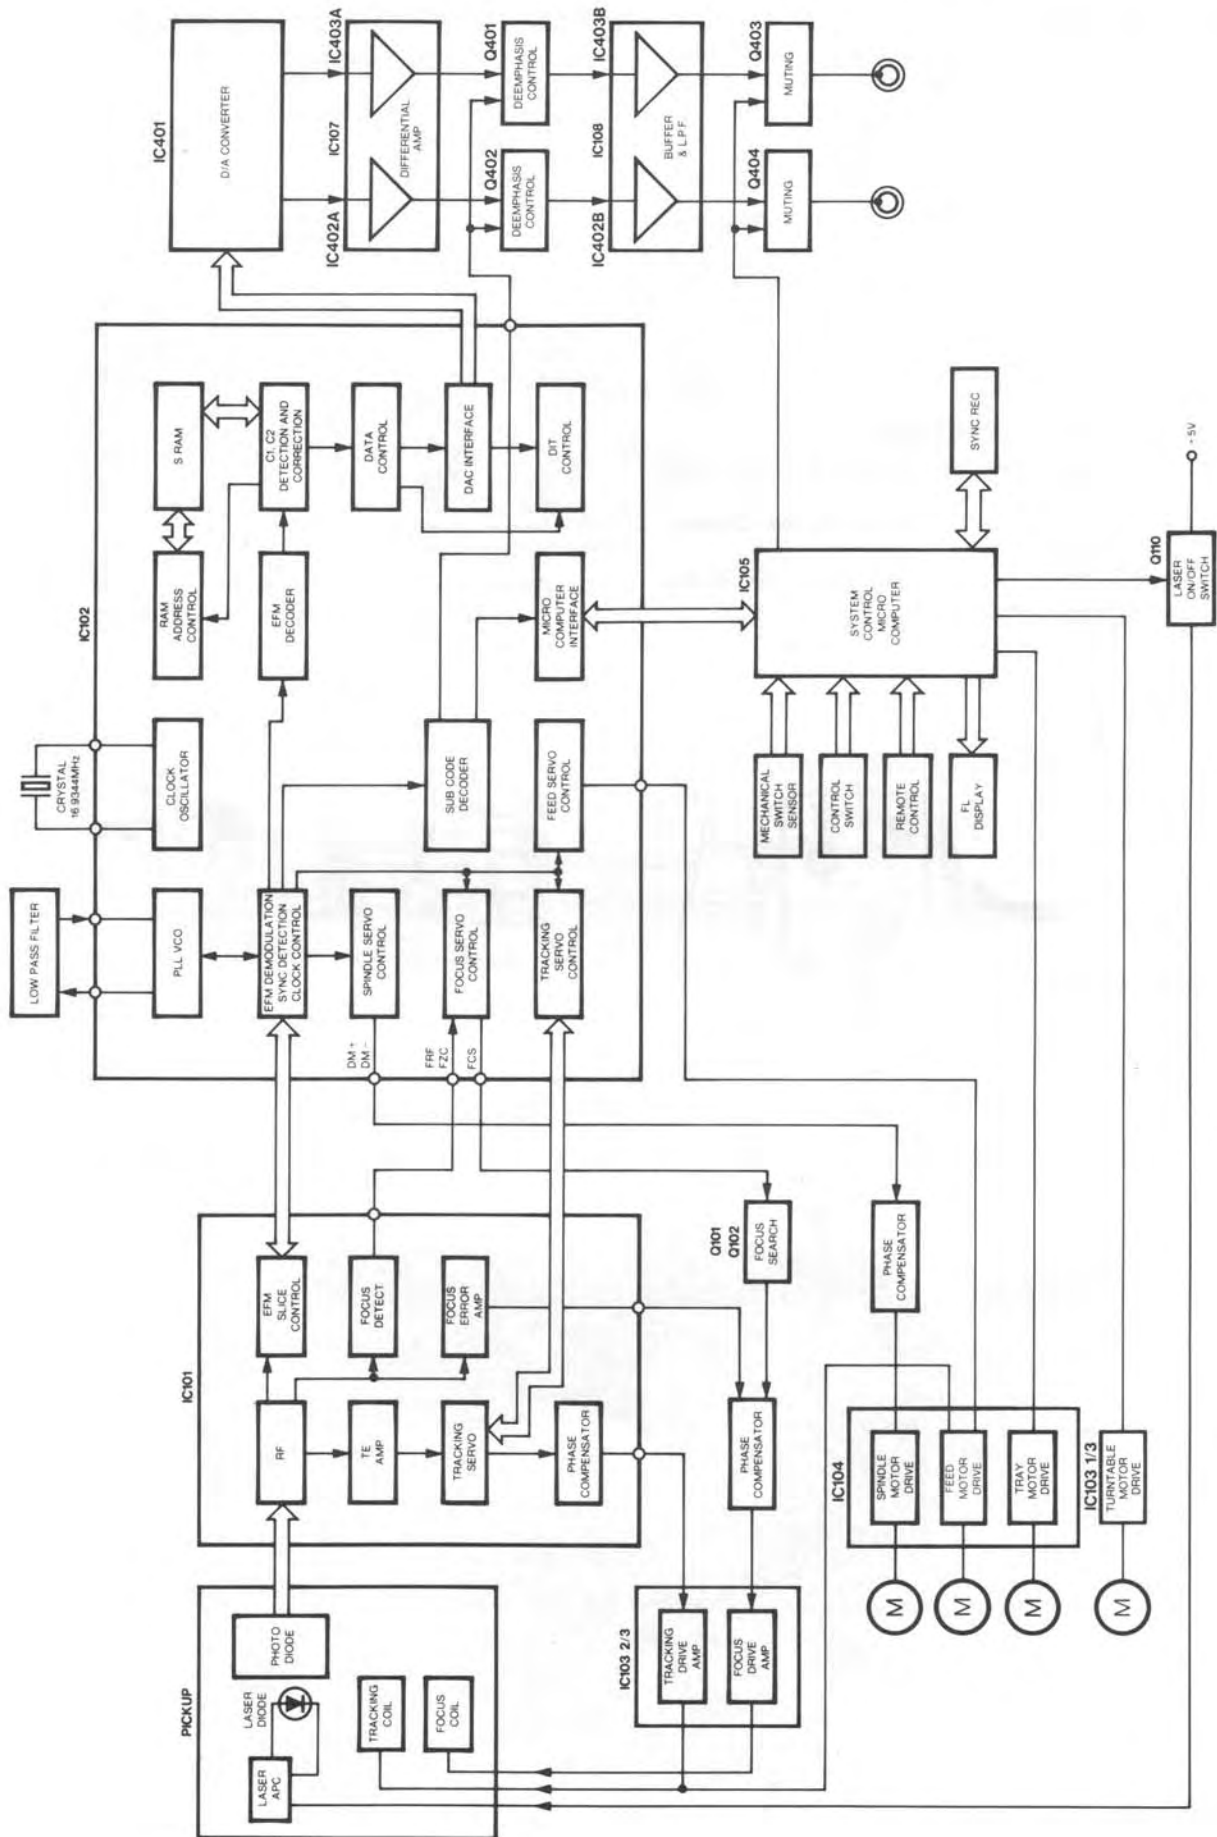 PICKUP
LASER
APC
LASER
DIODE
PHOTO
DIODE
TRACKING
COIL
FOCUS
COIL
IC101
RF
EFM
SLICE
CONTROL
TE
AMP
FOCUS
DETECT
TRACKING
SERVO
FOCUS
ERROR
AMP
PHASE
COMPENSATOR
IC103 2/3
TRACKING
DRIVE
AMP
FOCUS
DRIVE
AMP
PHASE
COMPENSATOR
Q101
Q102
FOCUS
SEARCH
PHASE
COMPENSATOR
IC104
SPINDLE
MOTOR
DRIVE
FEED
MOTOR
DRIVE
TRAY
MOTOR
DRIVE
IC103 1/3
TURNTABLE
MOTOR
DRIVE
M
M
M
M
LOW PASS FILTER
CRYSTAL
16.9344MHz
IC102
PLL VCO
CLOCK
OSCILLATOR
RAM
ADDRESS
CONTROL
S RAM
EFM DEMODULATION
SYNC DETECTION
CLOCK CONTROL
EFM
DECODER
C1, C2
DETECTION AND
CORRECTION
SPINDLE SERVO
CONTROL
DATA
CONTROL
DM +
DM -
FRF
FZC
FCS
FOCUS SERVO
CONTROL
SUB CODE
DECODER
DAC INTERFACE
TRACKING
SERVO
CONTROL
FEED SERVO
CONTROL
MICRO
COMPUTER
INTERFACE
DIT
CONTROL
IC105
SYSTEM
CONTROL
MICRO
COMPUTER
MECHANICAL
SWITCH
SENSOR
CONTROL
SWITCH
REMOTE
CONTROL
FL
DISPLAY
SYNC REC
Q110
LASER
ON/OFF
SWITCH
- 5V
IC401
D/A CONVERTER
IC402A
IC107
IC403A
DIFFERENTIAL
AMP
Q402
Q401
DEEMPHASIS
CONTROL
DEEMPHASIS
CONTROL
IC402B
IC108
IC403B
BUFFER
& L.P.F.
Q404
Q403
MUTING
MUTING